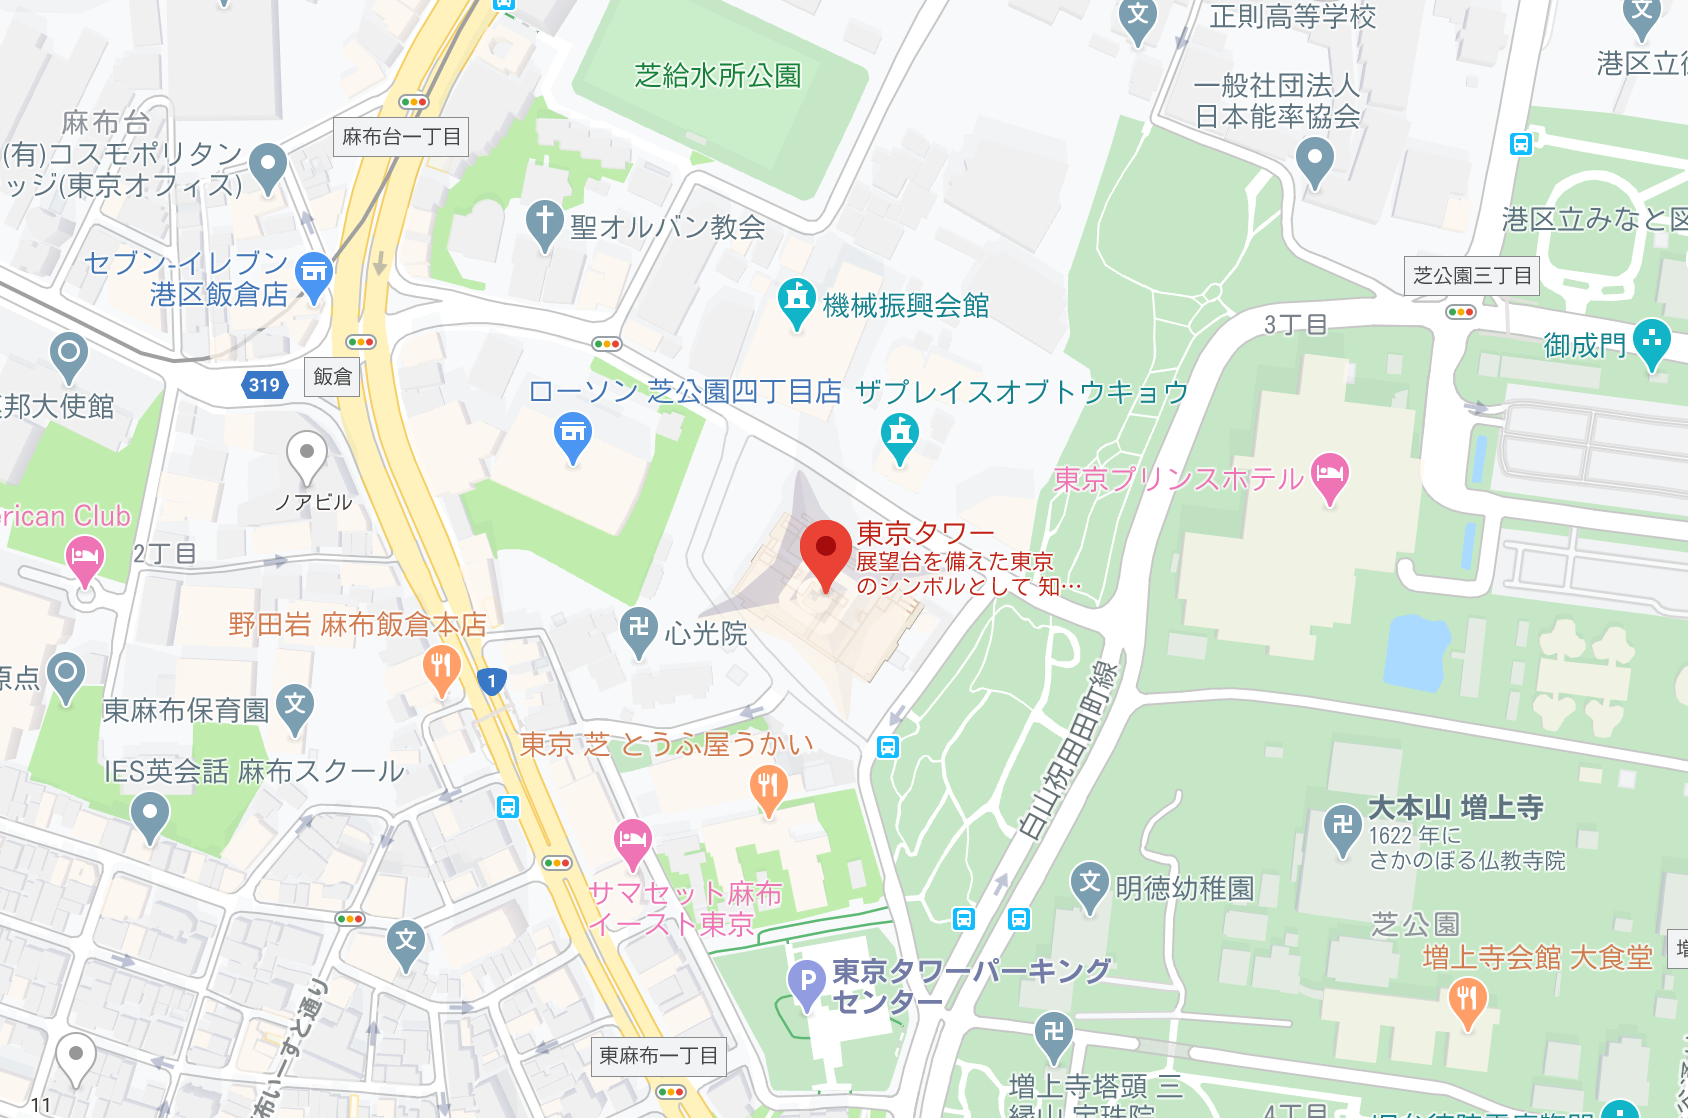 正則高等学校
芝給水所公園
港区立
一般社団法人
日本能率協会
麻布台
麻布台一丁目
(有)コスモポリタン
ッジ(東京オフィス)
聖オルバン教会
港区立みなと
セブン-イレブン
港区飯倉店
芝公園三丁目
機械振興会館
3丁目
御成門
319
飯倉
邦大使館
ローソン 芝公園四丁目店
ザプレイスオブトウキョウ
東京プリンスホテル
ノアビル
erican Club
東京タワー
展望台を備えた東京
のシンボルとして 知…
2丁目
野田岩 麻布飯倉本店
心光院
原点
1
東麻布保育園
東京 芝 とうふ屋うかい
白山祝田田町線
IES英会話 麻布スクール
大本山 増上寺
1622 年に
さかのぼる仏教寺院
サマセット麻布
イースト東京
明徳幼稚園
芝公園
増上寺会館 大食堂
東京タワーパーキング
センター
P
布いーすと通り
東麻布一丁目
増上寺塔頭 三
縁山 宝珠院
4丁目
11